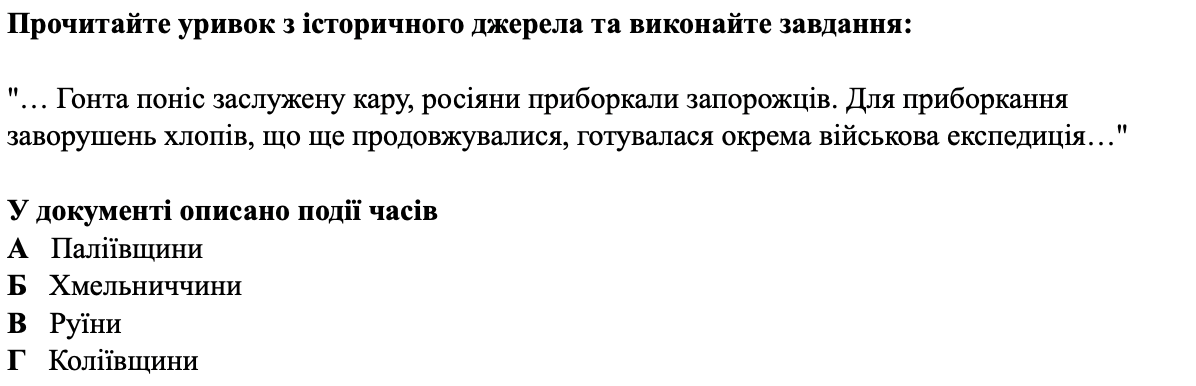 Прочитайте уривок з історичного джерела та виконайте завдання:
"… Гонта поніс заслужену кару, росіяни приборкали запорожців. Для приборкання
заворушень хлопів, що ще продовжувалися, готувалася окрема військова експедиція…"
У документі описано події часів
А Паліївщини
Б Хмельниччини
В Руїни
Г Коліївщини